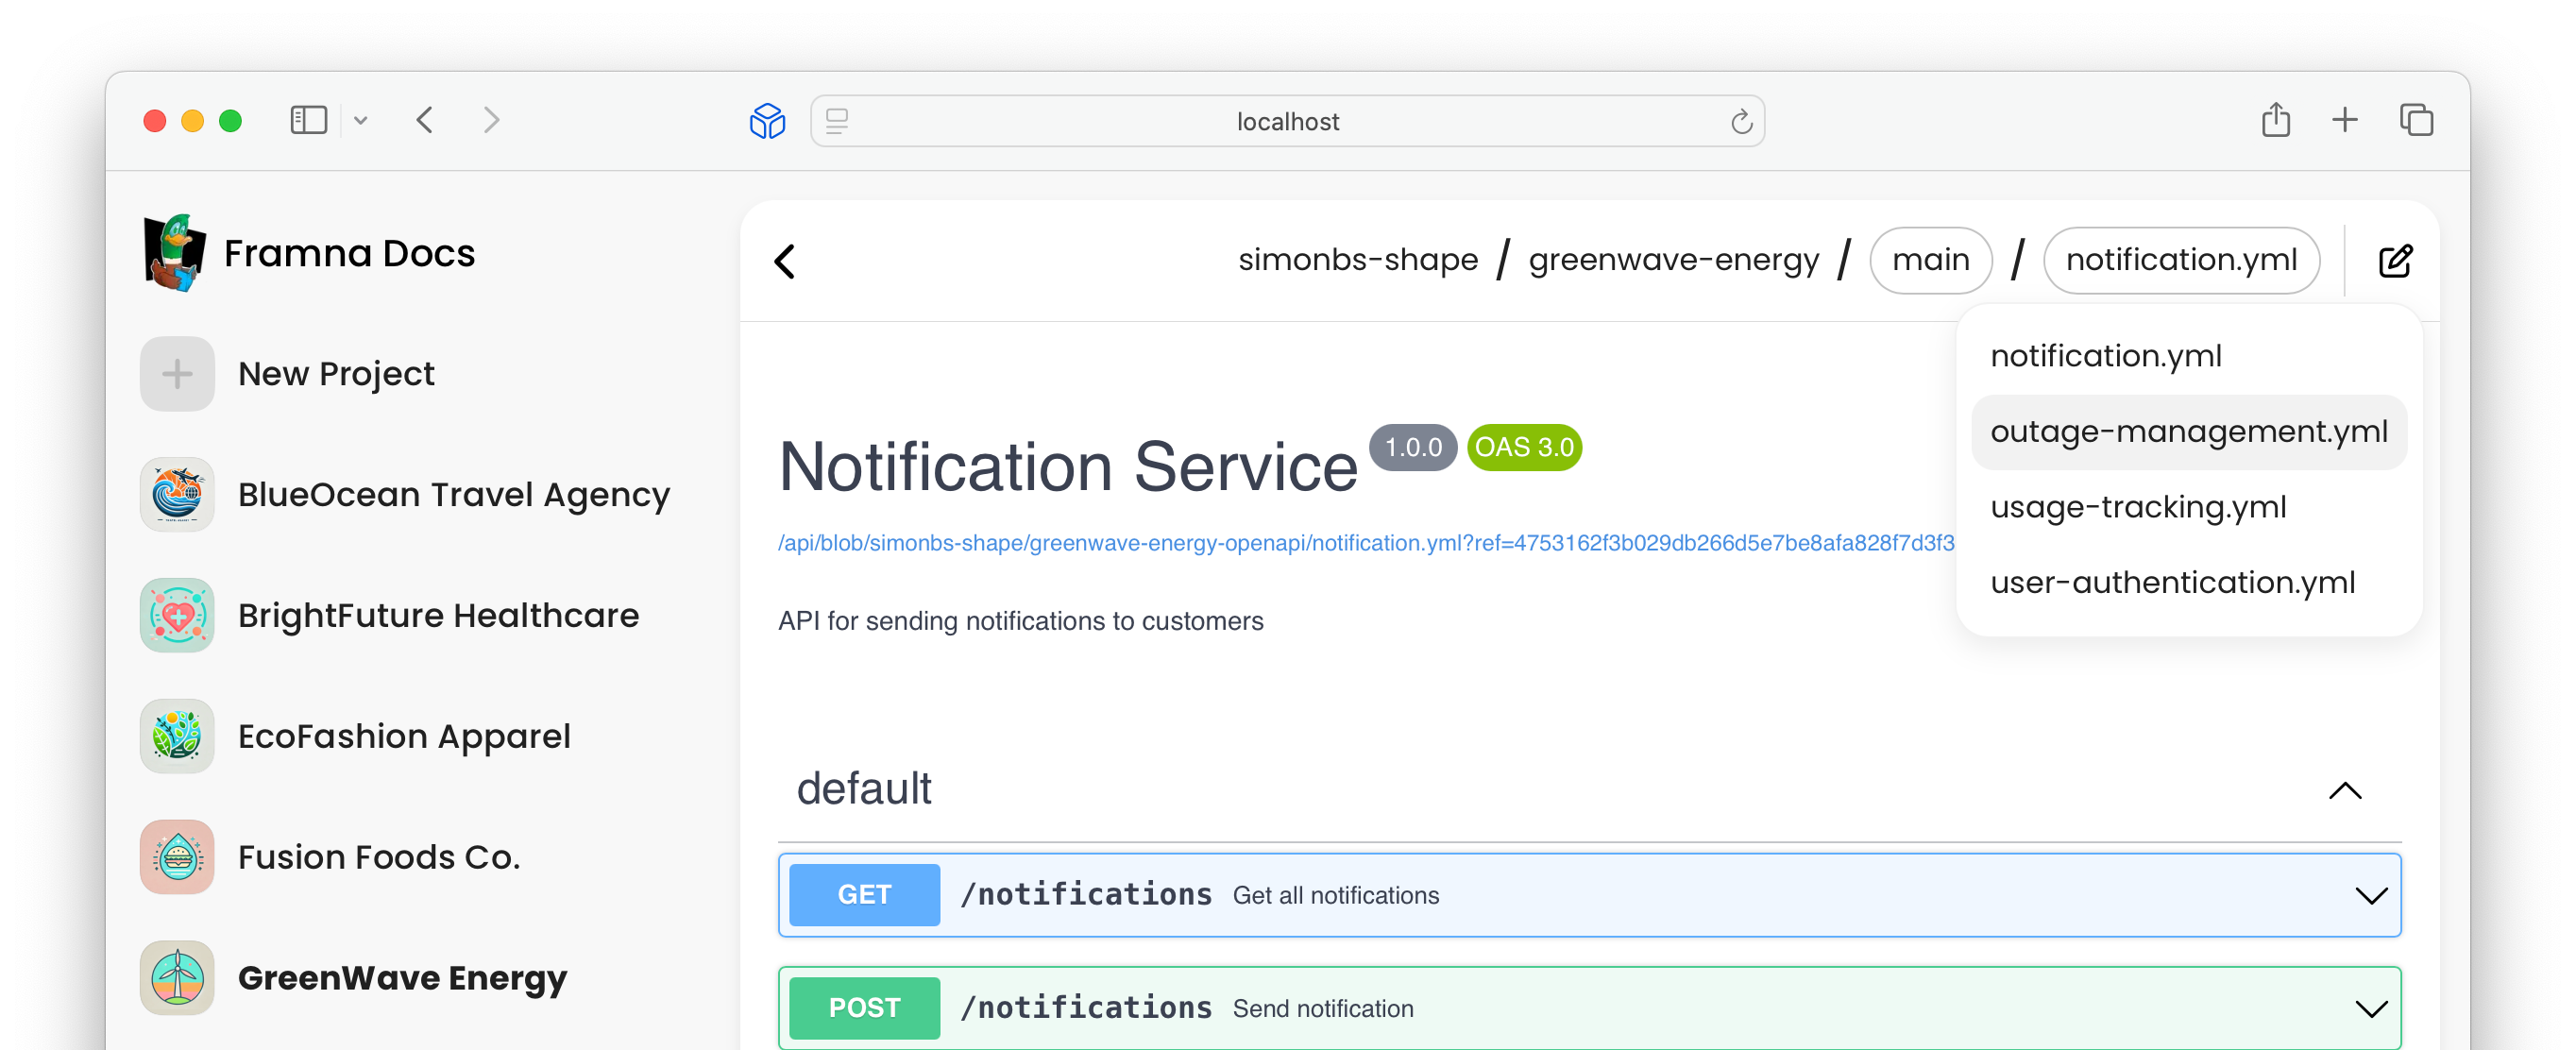 localhost
Framna Docs
New Project
BlueOcean Travel Agency
BrightFuture Healthcare
EcoFashion Apparel
Fusion Foods Co.
GreenWave Energy
simonbs-shape / greenwave-energy / main / notification.yml
notification.yml
outage-management.yml
usage-tracking.yml
user-authentication.yml
Notification Service 1.0.0 OAS 3.0
/api/blob/simonbs-shape/greenwave-energy-openapi/notification.yml?ref=4753162f3b029db266d5e7be8afa828f7d3f3
API for sending notifications to customers
default
GET /notifications Get all notifications
POST /notifications Send notification